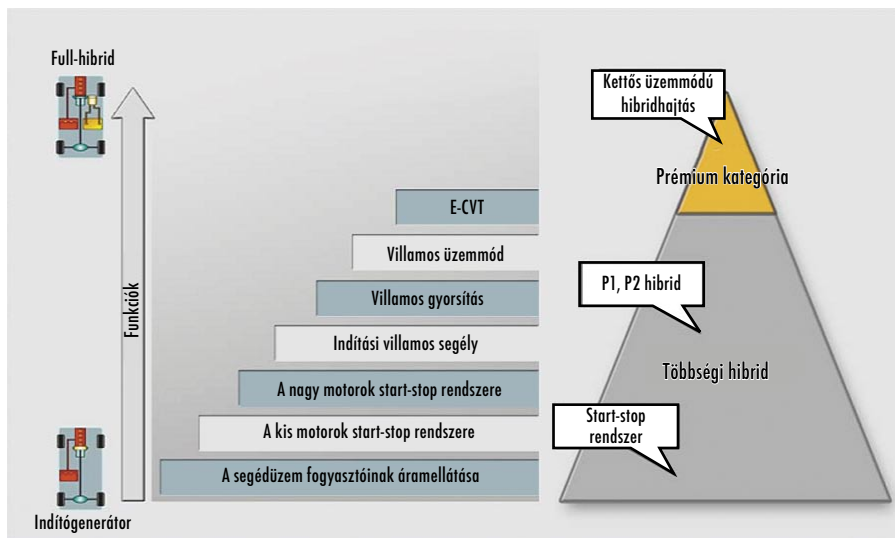 Full-hibrid
Funkciók
Indítógenerátor
E-CVT
Villamos üzemmód
Villamos gyorsítás
Indítási villamos segély
A nagy motorok start-stop rendszere
A kis motorok start-stop rendszere
A segédüzem fogyasztóinak áramellátása
Kettős üzemmódú
hibridhajtás
Prémium kategória
P1, P2 hibrid
Többségi hibrid
Start-stop
rendszer